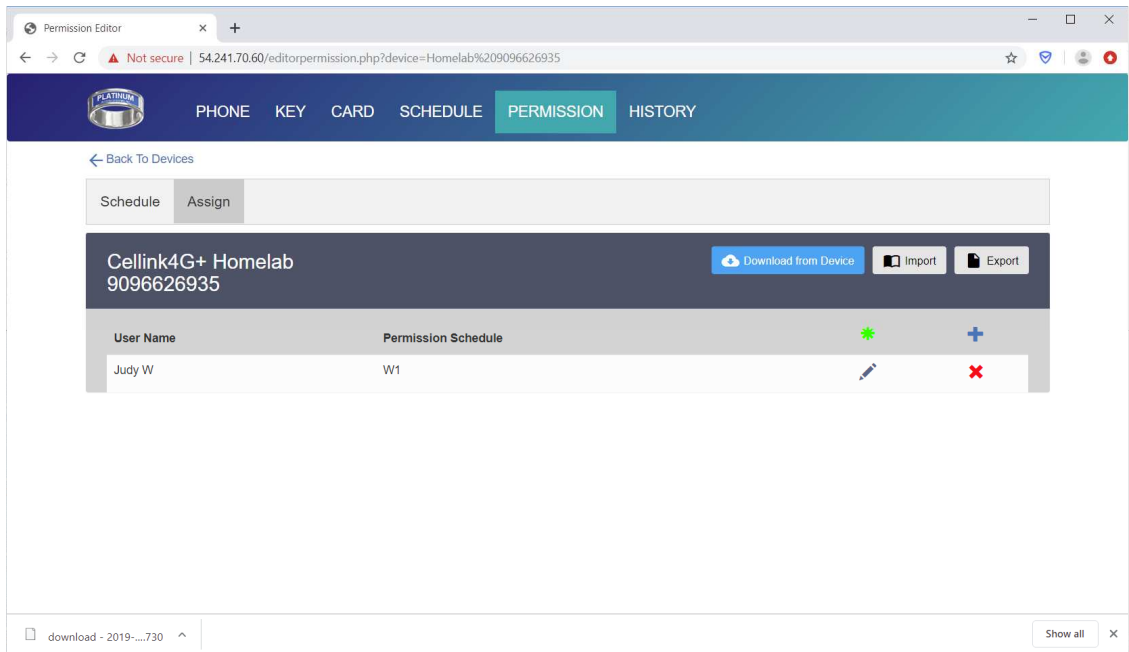 Permission Editor
Not secure | 54.241.70.60/editorpermission.php?device=Homelab%209096626935
PLATINUM
PHONE KEY CARD SCHEDULE PERMISSION HISTORY
Back To Devices
Schedule Assign
Cellink4G+ Homelab
9096626935
Download from Device Import Export
User Name Permission Schedule
Judy W W1
download - 2019-....730 Show all